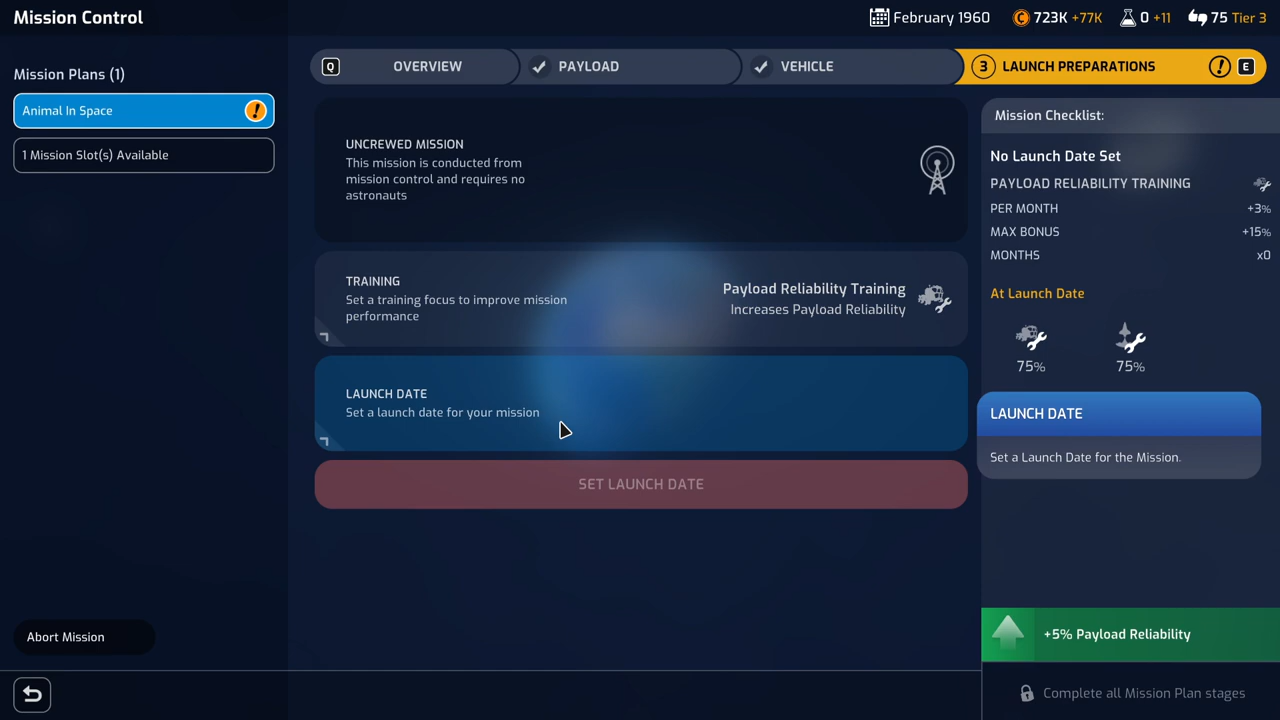 Mission Control
February 1960
723K +77K
0 +11
75 Tier 3
Mission Plans (1)
Animal In Space
1 Mission Slot(s) Available
Q
OVERVIEW
PAYLOAD
VEHICLE
3
LAUNCH PREPARATIONS
E
UNCREWED MISSION
This mission is conducted from
mission control and requires no
astronauts
TRAINING
Set a training focus to improve mission
performance
Payload Reliability Training
Increases Payload Reliability
LAUNCH DATE
Set a launch date for your mission
SET LAUNCH DATE
Mission Checklist:
No Launch Date Set
PAYLOAD RELIABILITY TRAINING
PER MONTH +3%
MAX BONUS +15%
MONTHS x0
At Launch Date
75% 75%
LAUNCH DATE
Set a Launch Date for the Mission.
+5% Payload Reliability
Complete all Mission Plan stages
Abort Mission